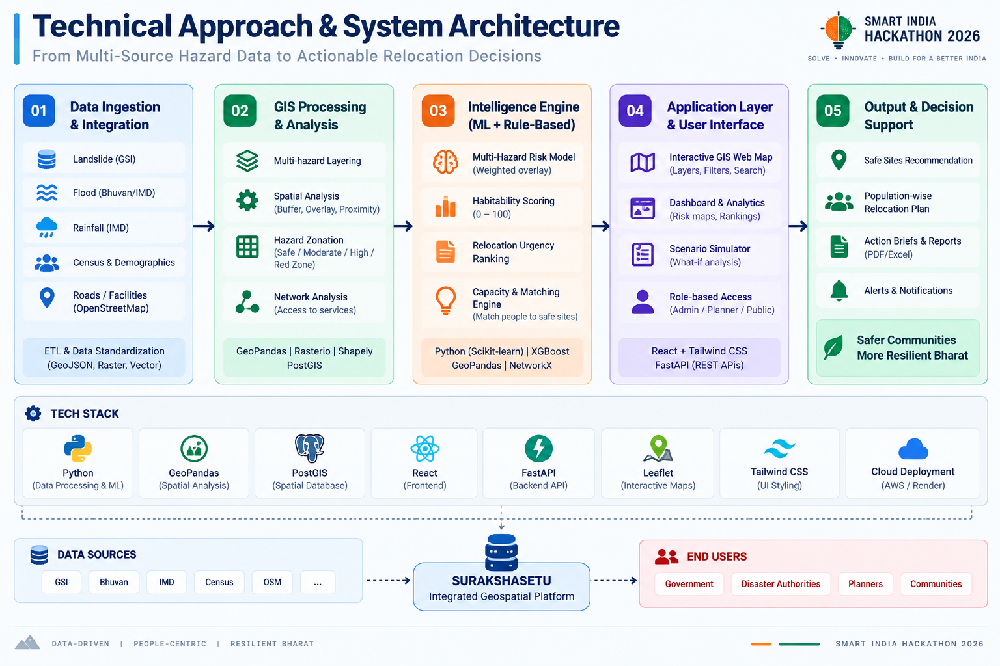 Technical Approach & System Architecture
From Multi-Source Hazard Data to Actionable Relocation Decisions
SMART INDIA
HACKATHON 2026
SOLVE • INNOVATE • BUILD FOR A BETTER INDIA
01
Data Ingestion
& Integration
Landslide (GSI)
Flood (Bhuvan/IMD)
Rainfall (IMD)
Census & Demographics
Roads / Facilities
(OpenStreetMap)
ETL & Data Standardization
(GeoJSON, Raster, Vector)
02
GIS Processing
& Analysis
Multi-hazard Layering
Spatial Analysis
(Buffer, Overlay, Proximity)
Hazard Zonation
(Safe / Moderate / High /
Red Zone)
Network Analysis
(Access to services)
GeoPandas | Rasterio | Shapely
PostGIS
03
Intelligence Engine
(ML + Rule-Based)
Multi-Hazard Risk Model
(Weighted overlay)
Habitability Scoring
(0 – 100)
Relocation Urgency
Ranking
Capacity & Matching
Engine
(Match people to safe sites)
Python (Scikit-learn) | XGBoost
GeoPandas | NetworkX
04
Application Layer
& User Interface
Interactive GIS Web Map
(Layers, Filters, Search)
Dashboard & Analytics
(Risk maps, Rankings)
Scenario Simulator
(What-if analysis)
Role-based Access
(Admin / Planner / Public)
React + Tailwind CSS
FastAPI (REST APIs)
05
Output & Decision
Support
Safe Sites Recommendation
Population-wise
Relocation Plan
Action Briefs & Reports
(PDF/Excel)
Alerts & Notifications
Safer Communities
More Resilient Bharat
TECH STACK
Python
(Data Processing & ML)
GeoPandas
(Spatial Analysis)
PostGIS
(Spatial Database)
React
(Frontend)
FastAPI
(Backend API)
Leaflet
(Interactive Maps)
Tailwind CSS
(UI Styling)
Cloud Deployment
(AWS / Render)
DATA SOURCES
GSI
Bhuvan
IMD
Census
OSM
...
SURAKSHASETU
Integrated Geospatial Platform
END USERS
Government
Disaster Authorities
Planners
Communities
DATA-DRIVEN | PEOPLE-CENTRIC | RESILIENT BHARAT
SMART INDIA HACKATHON 2026